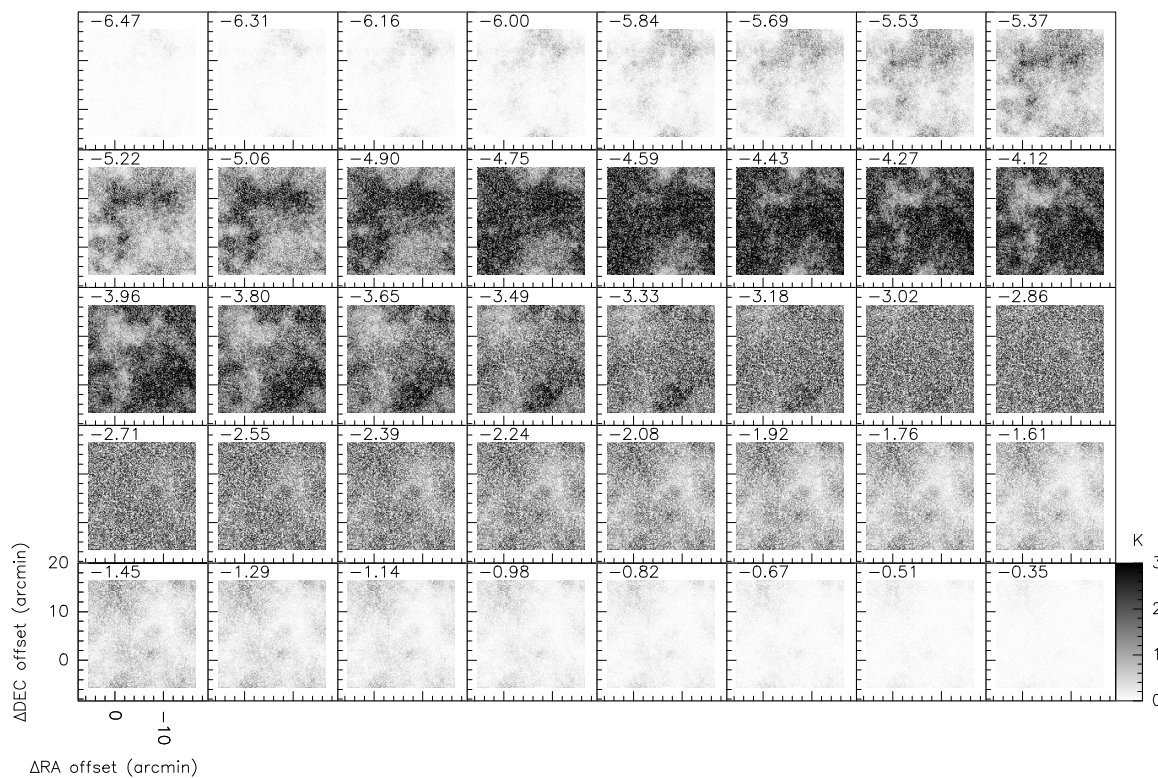 −6.47 −6.31 −6.16 −6.00 −5.84 −5.69 −5.53 −5.37
−5.22 −5.06 −4.90 −4.75 −4.59 −4.43 −4.27 −4.12
−3.96 −3.80 −3.65 −3.49 −3.33 −3.18 −3.02 −2.86
−2.71 −2.55 −2.39 −2.24 −2.08 −1.92 −1.76 −1.61
K
−1.45 −1.29 −1.14 −0.98 −0.82 −0.67 −0.51 −0.35
20
10
0
ΔDEC offset (arcmin)
3
2
1
0
0 −10
ΔRA offset (arcmin)